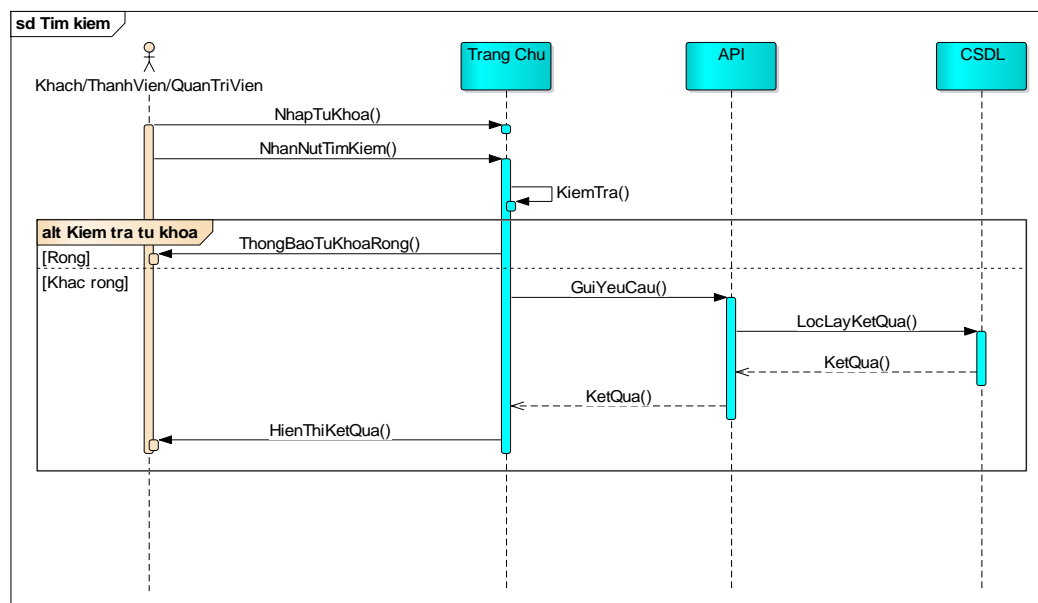 sd Tim kiem
Trang Chu
API
CSDL
Khach/ThanhVien/QuanTriVien
NhapTuKhoa()
NhanNutTimKiem()
KiemTra()
alt Kiem tra tu khoa
ThongBaoTuKhoaRong()
[Rong]
[Khac rong]
GuiYeuCau()
LocLayKetQua()
KetQua()
KetQua()
HienThiKetQua()